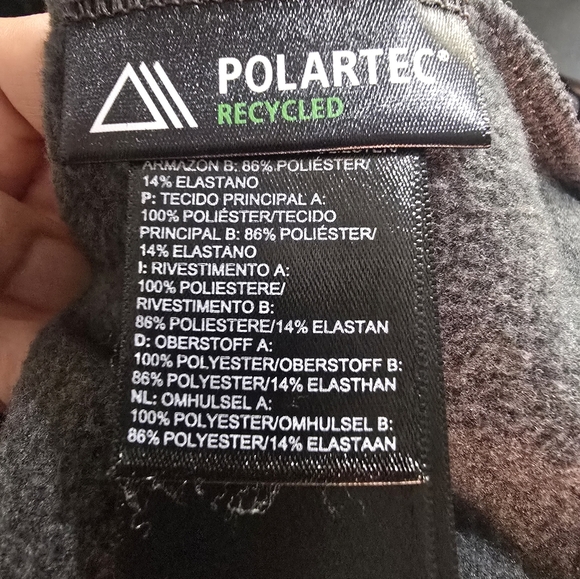 POLARTEC®
RECYCLED
ARMAZON B: 86% POLIÉSTER/
14% ELASTANO
P: TECIDO PRINCIPAL A:
100% POLIÉSTER/TECIDO
PRINCIPAL B: 86% POLIÉSTER/
14% ELASTANO
I: RIVESTIMENTO A:
100% POLIESTERE/
RIVESTIMENTO B:
86% POLIESTERE/14% ELASTAN
D: OBERSTOFF A:
100% POLYESTER/OBERSTOFF B:
86% POLYESTER/14% ELASTHAN
NL: OMHULSEL A:
100% POLYESTER/OMHULSEL B:
86% POLYESTER/14% ELASTAAN